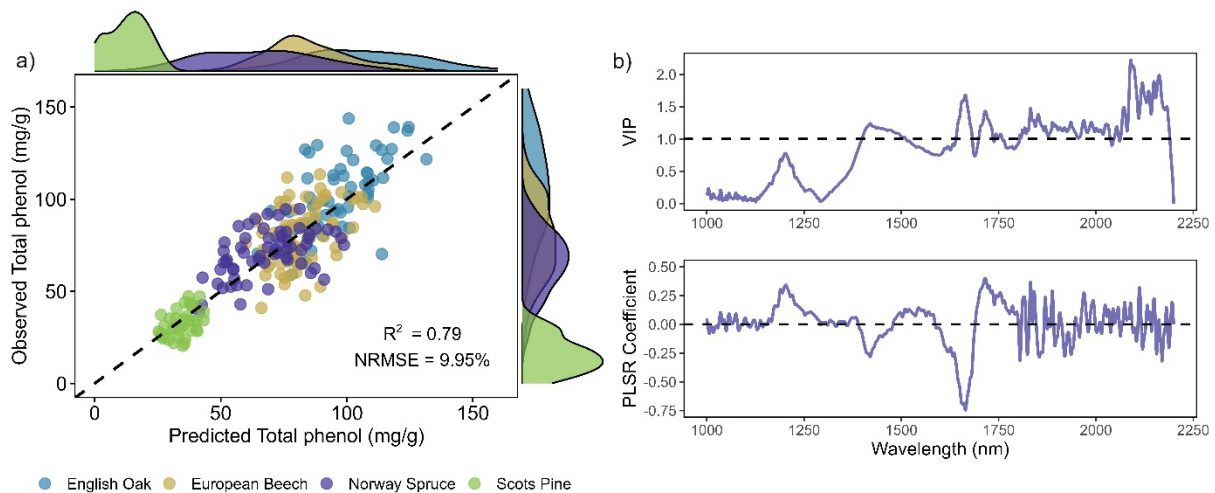 a)
Observed Total phenol (mg/g)
150
100
50
0
R² = 0.79
NRMSE = 9.95%
0 50 100 150
Predicted Total phenol (mg/g)
English Oak European Beech Norway Spruce Scots Pine
b)
VIP
2.0
1.5
1.0
0.5
0.0
1000 1250 1500 1750 2000 2250
PLSR Coefficient
0.50
0.25
0.00
-0.25
-0.50
-0.75
1000 1250 1500 1750 2000 2250
Wavelength (nm)